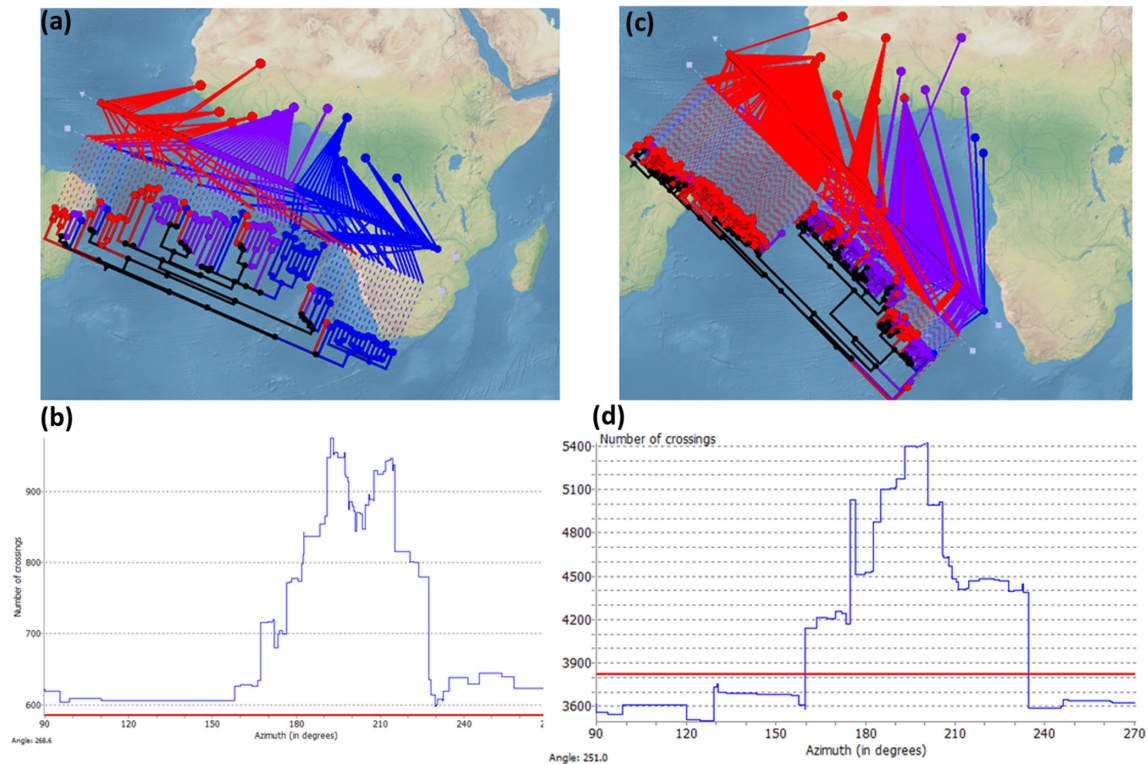 (a)
(c)
(b)
Number of crossings
900
800
700
600
90
120
150
180
210
240
2
Azimuth (in degrees)
Angle: 268.6
(d)
Number of crossings
5400
5100
4800
4500
4200
3900
3600
90
120
150
180
210
240
270
Azimuth (in degrees)
Angle: 251.0